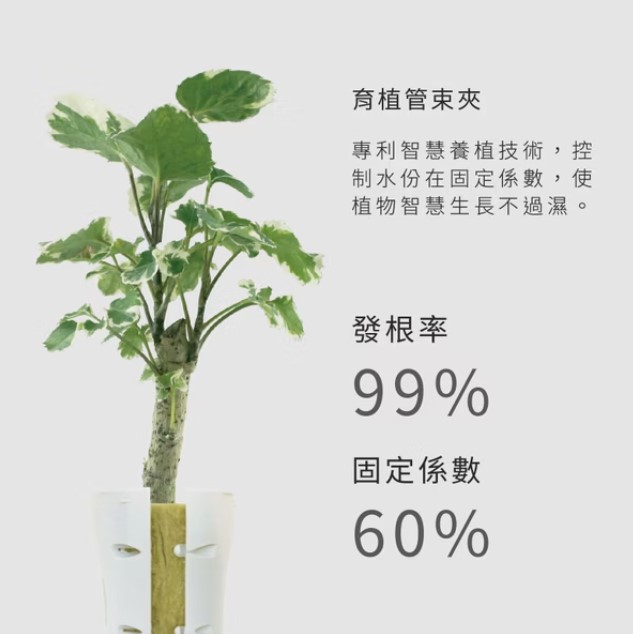 育植管束夾
專利智慧養植技術，控
制水份在固定係數，使
植物智慧生長不過濕。
發根率
99%
固定係數
60%